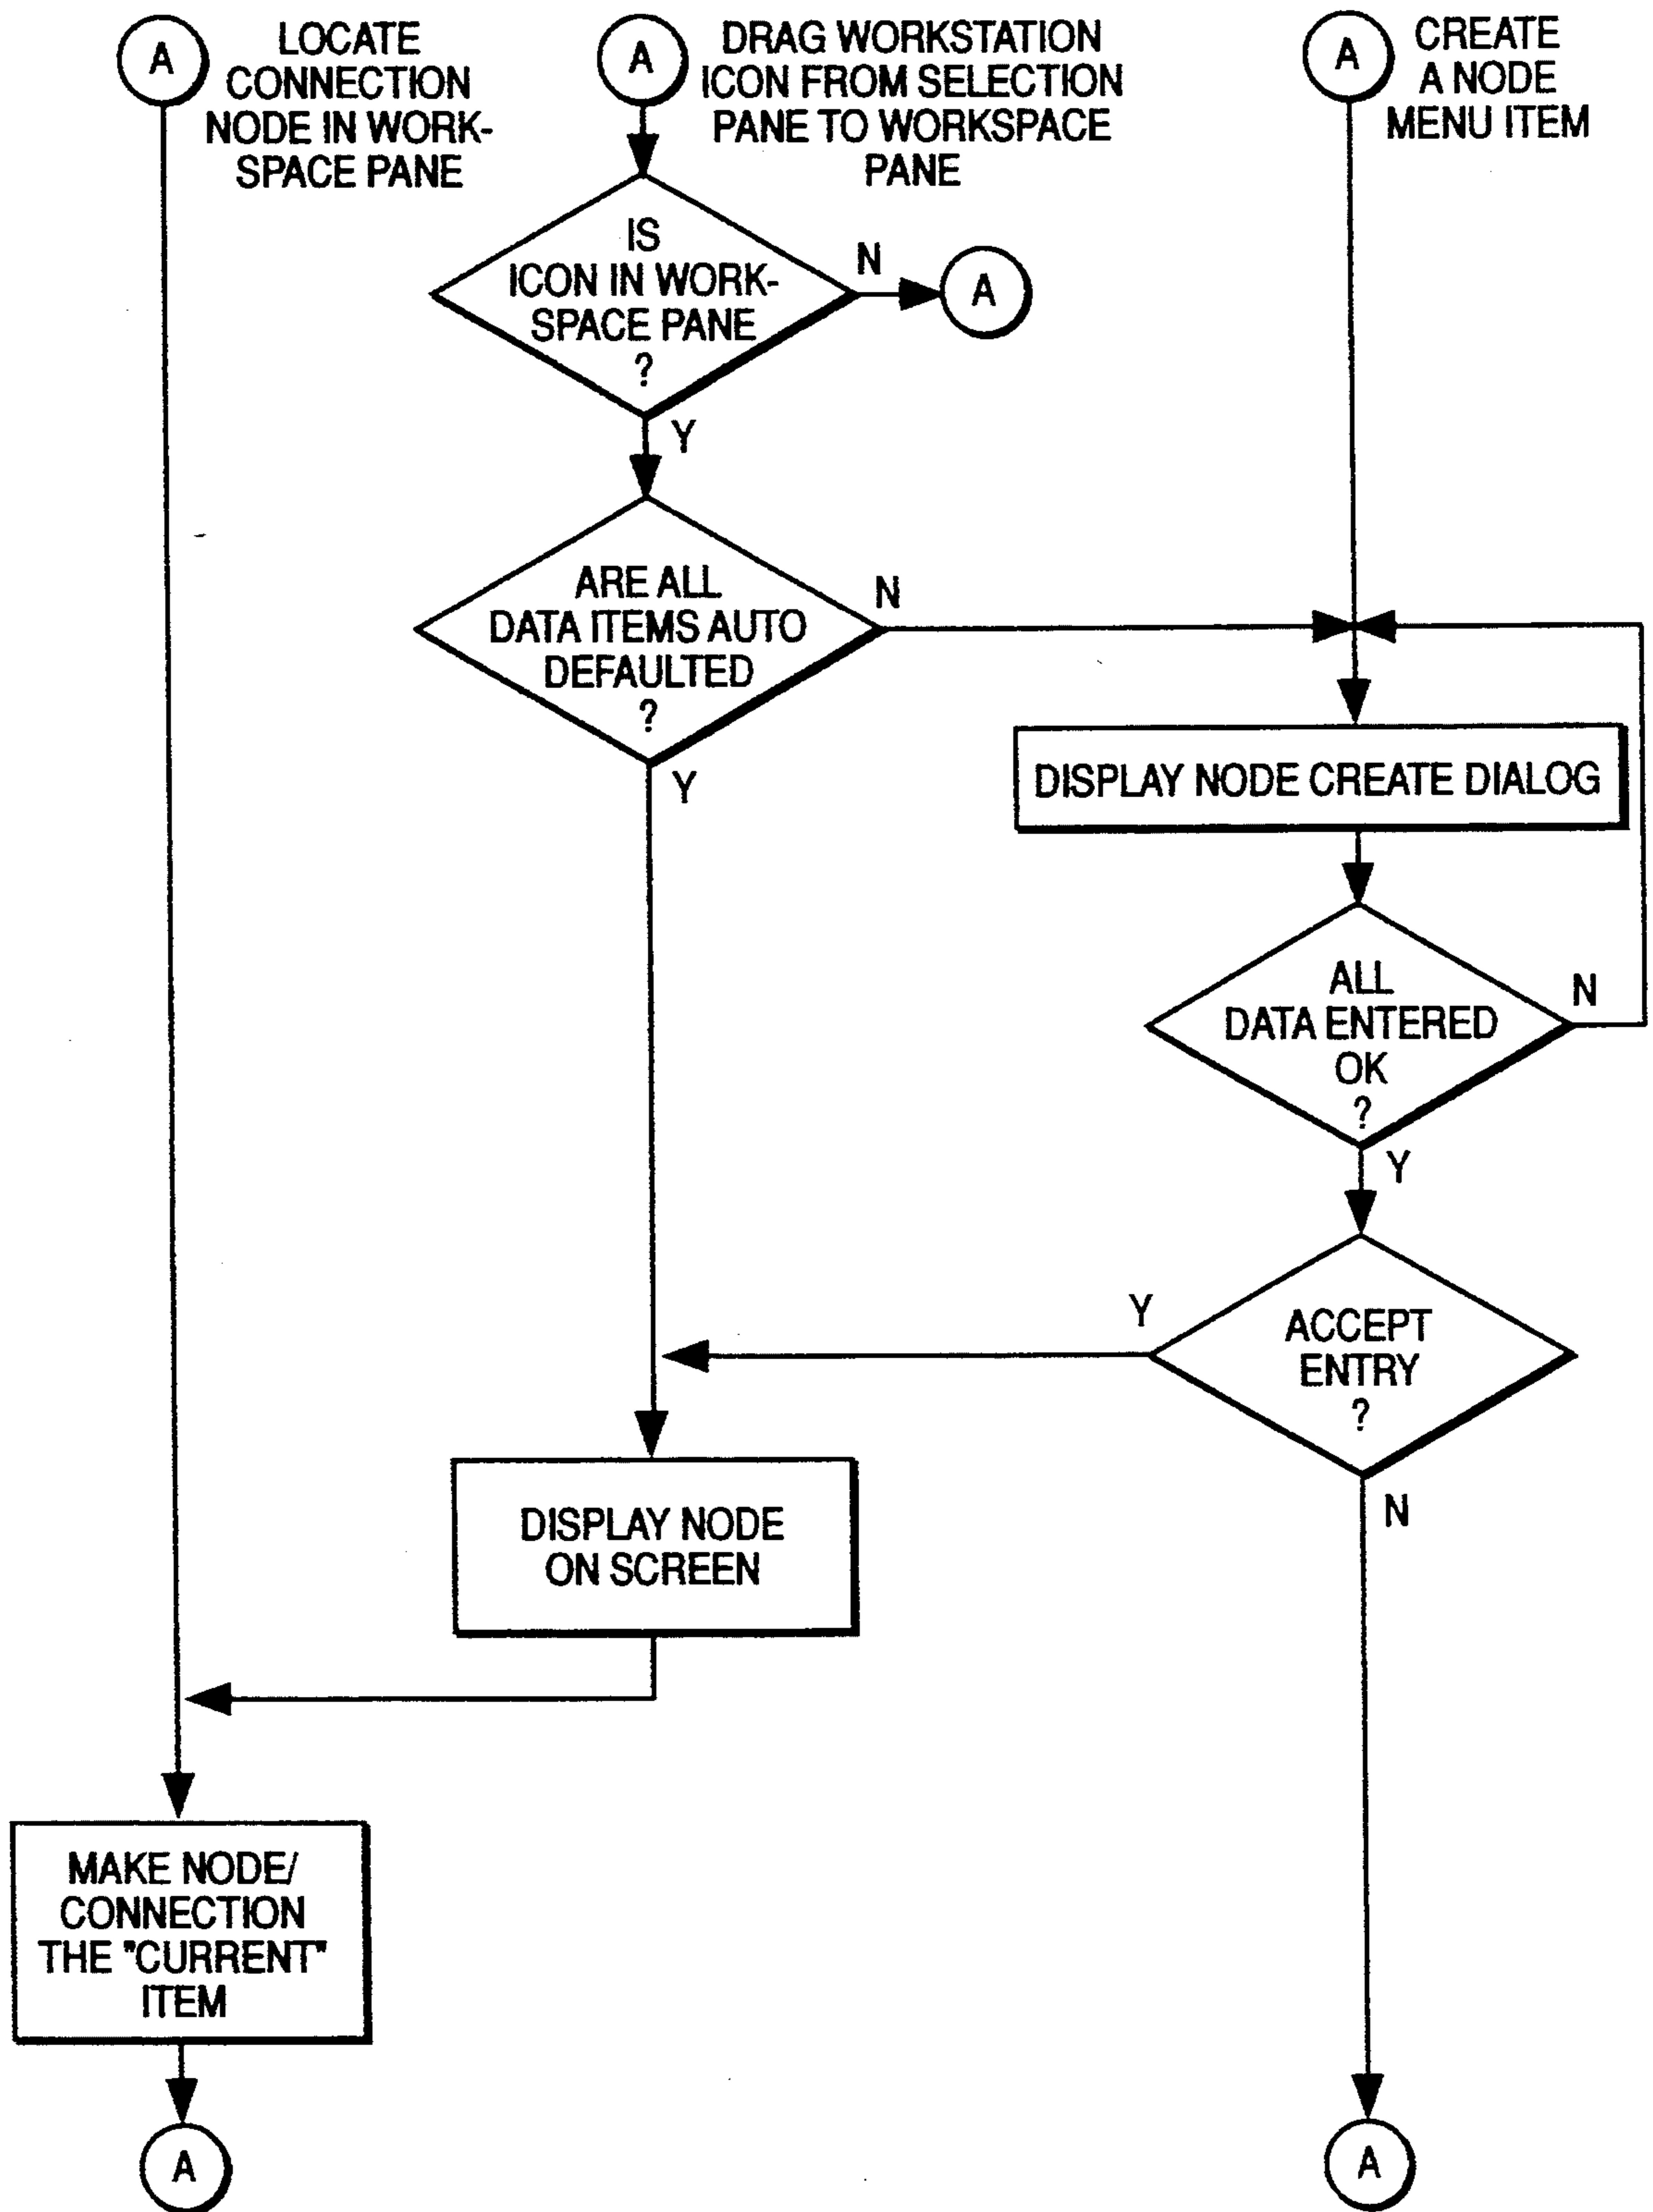 A
LOCATE
CONNECTION
NODE IN WORK-
SPACE PANE
A
DRAG WORKSTATION
ICON FROM SELECTION
PANE TO WORKSPACE
PANE
A
CREATE
A NODE
MENU ITEM
IS
ICON IN WORK-
SPACE PANE
?
N
A
Y
ARE ALL
DATA ITEMS AUTO
DEFAULTED
?
N
Y
DISPLAY NODE CREATE DIALOG
ALL
DATA ENTERED
OK
?
N
Y
ACCEPT
ENTRY
?
Y
N
DISPLAY NODE
ON SCREEN
MAKE NODE/
CONNECTION
THE "CURRENT"
ITEM
A
A